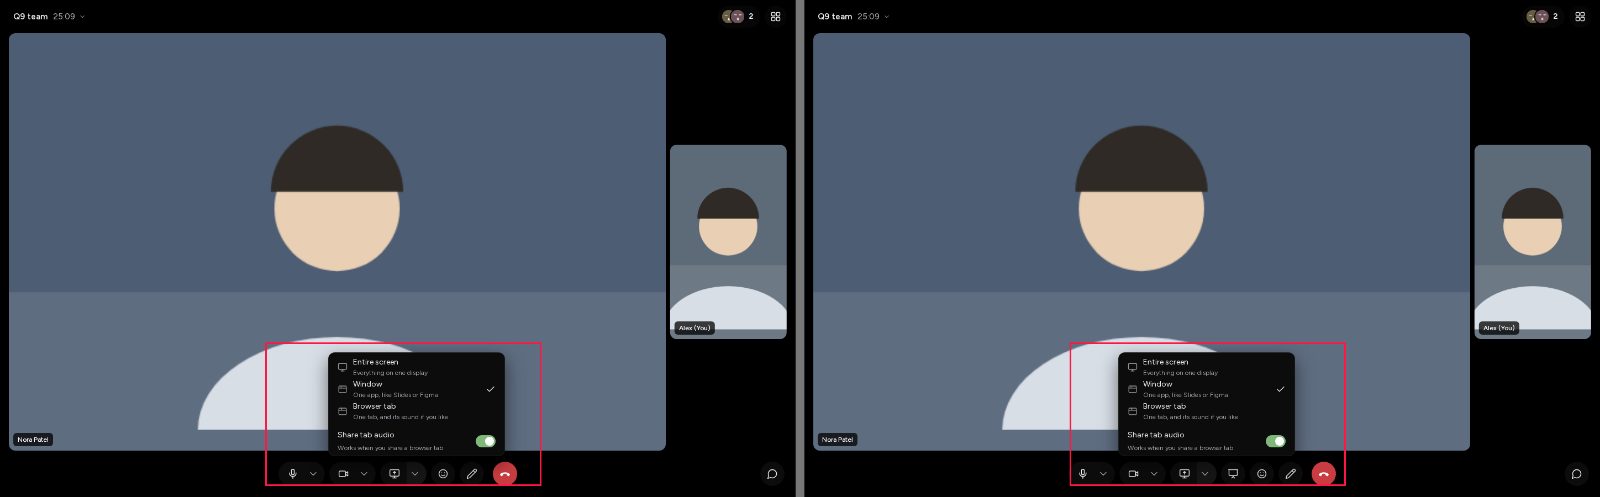 Q9 team 25:09
2
Entire screen
Everything on one display
Window
One app, like Slides or Figma
Browser tab
One tab, and its sound if you like
Share tab audio
Works when you share a browser tab
Nora Patel
Alex (You)
Q9 team 25:09
2
Entire screen
Everything on one display
Window
One app, like Slides or Figma
Browser tab
One tab, and its sound if you like
Share tab audio
Works when you share a browser tab
Nora Patel
Alex (You)